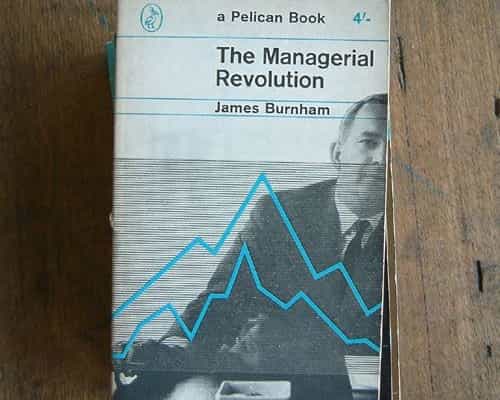 a Pelican Book 4/-
The Managerial
Revolution
James Burnham